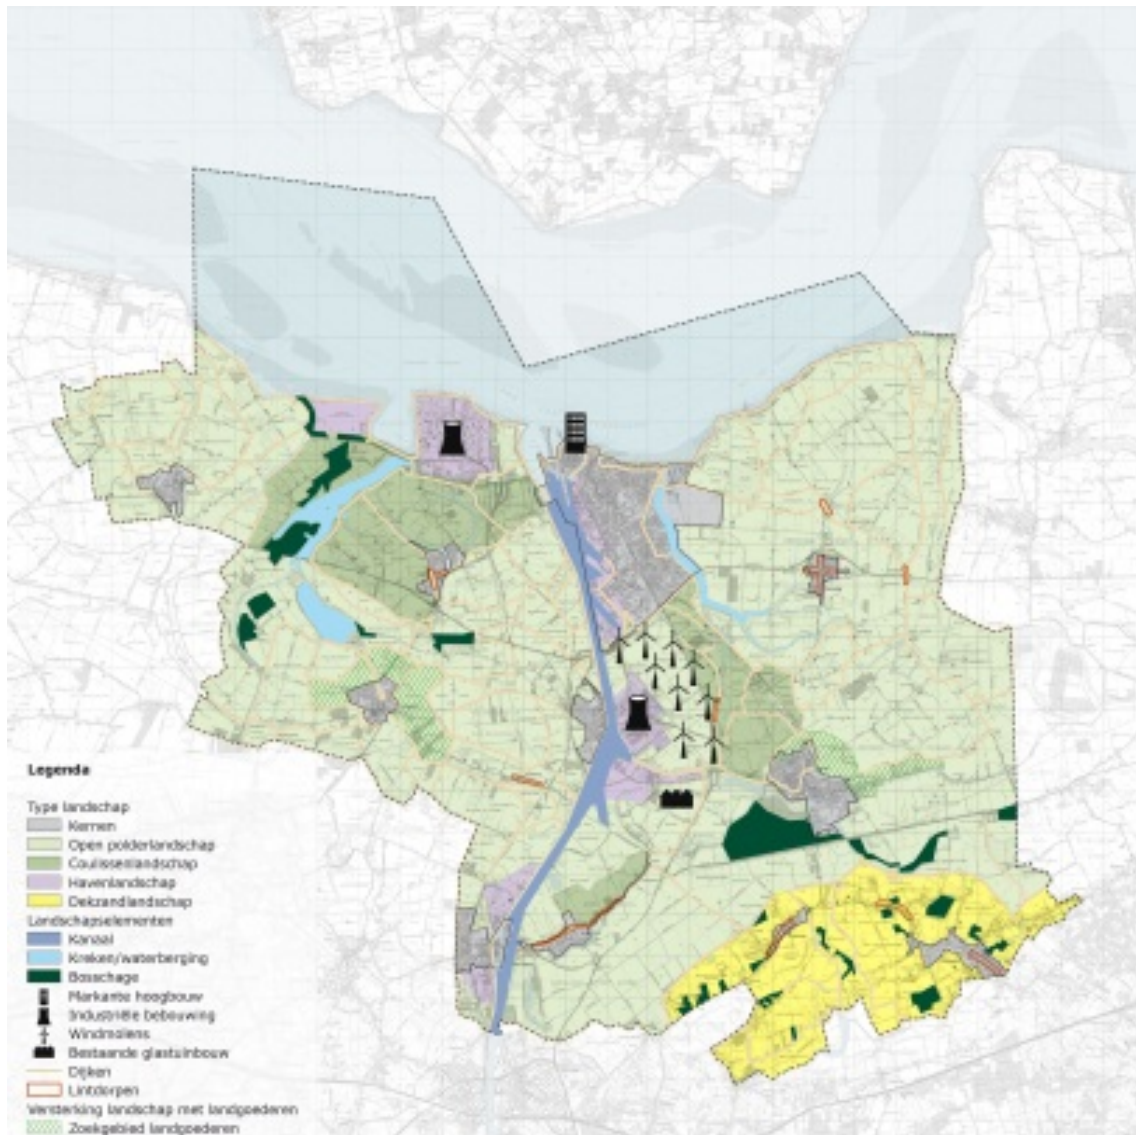 Legenda
Type landschap
Kernen
Open polderlandschap
Coulissenlandschap
Havenlandschap
Dekzandlandschap
Landschapselementen
Kanaal
Kreken/waterberging
Bosschage
Markante hoogbouw
Industriële bebouwing
Windmolens
Bestaande glastuinbouw
Dijken
Lintdorpen
Versterking landschap met landgoederen
Zoekgebied landgoederen